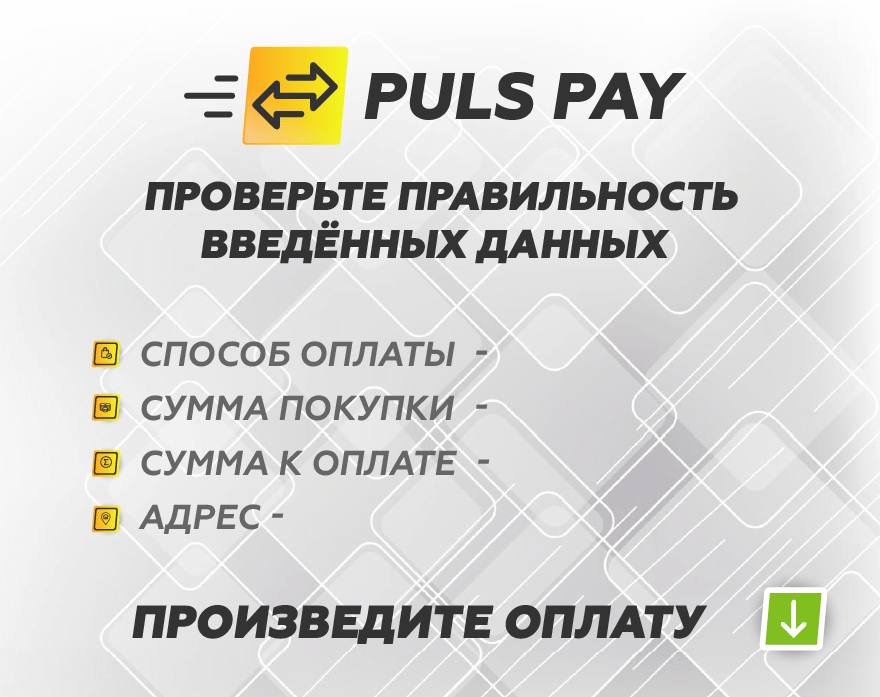 PULS PAY
ПРОВЕРЬТЕ ПРАВИЛЬНОСТЬ
ВВЕДЁННЫХ ДАННЫХ
СПОСОБ ОПЛАТЫ -
СУММА ПОКУПКИ -
СУММА К ОПЛАТЕ -
АДРЕС -
ПРОИЗВЕДИТЕ ОПЛАТУ